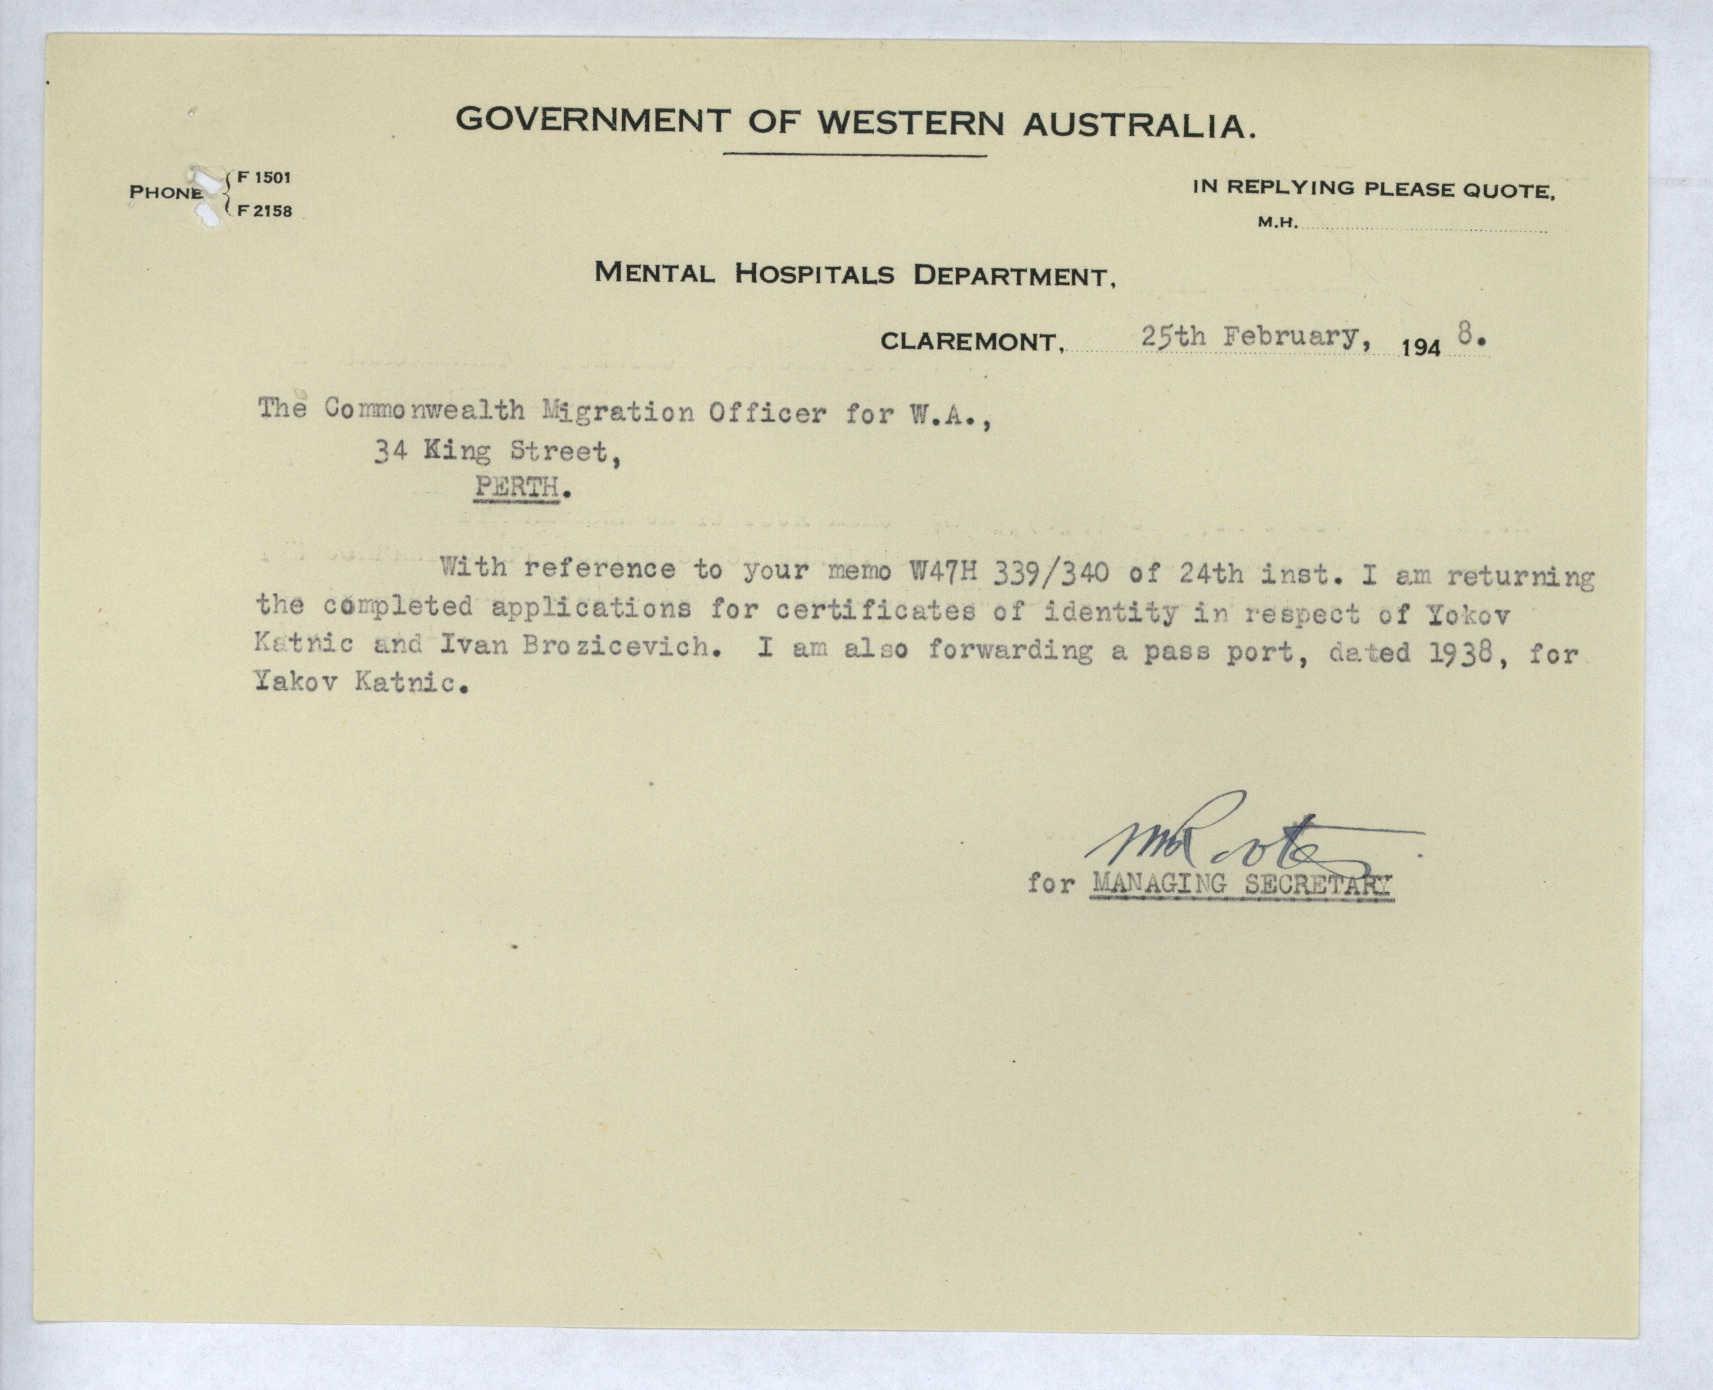 GOVERNMENT OF WESTERN AUSTRALIA.
PHONE { F 1501
F 2158
IN REPLYING PLEASE QUOTE,
M.H.
MENTAL HOSPITALS DEPARTMENT,
CLAREMONT, 25th February, 1948.
The Commonwealth Migration Officer for W.A.,
34 King Street,
PERTH.
With reference to your memo W47H 339/340 of 24th inst. I am returning
the completed applications for certificates of identity in respect of Yokov
Katnic and Ivan Brozicevich. I am also forwarding a pass port, dated 1938, for
Yakov Katnic.
for MANAGING SECRETARY